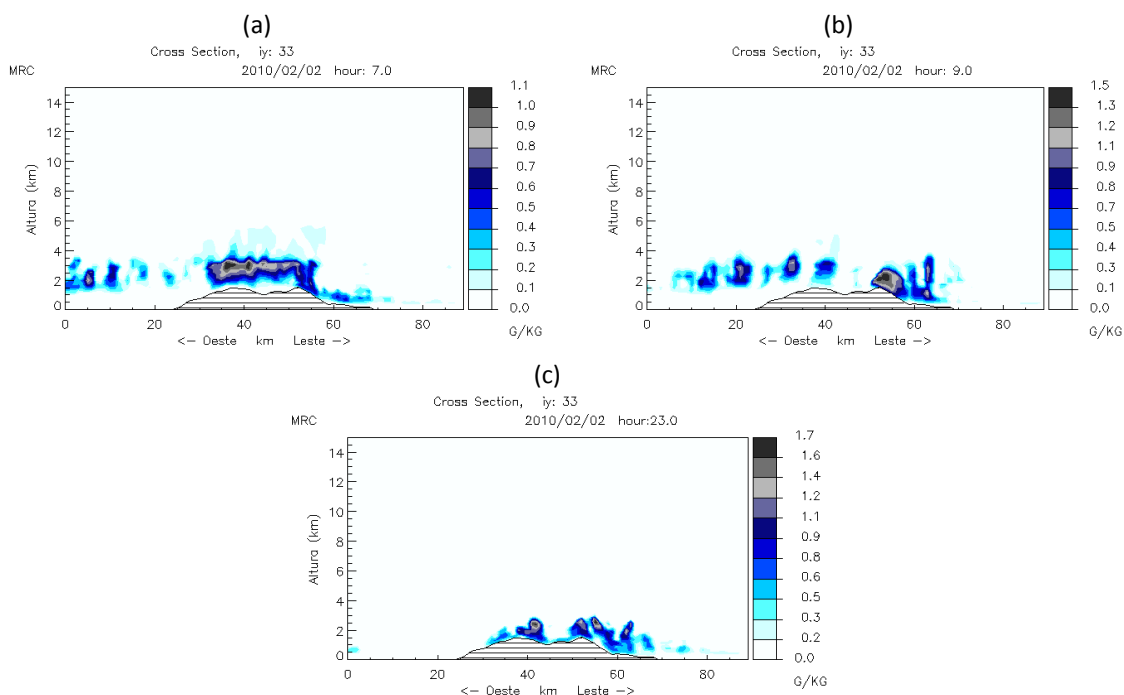 (a)
Cross Section, iy: 33
MRC 2010/02/02 hour: 7.0
Altura (km)
14
12
10
8
6
4
2
0
0 20 40 60 80
<— Oeste km Leste —>
1.1
1.0
0.9
0.8
0.7
0.6
0.5
0.4
0.3
0.2
0.1
0.0
G/KG
(b)
Cross Section, iy: 33
MRC 2010/02/02 hour: 9.0
Altura (km)
14
12
10
8
6
4
2
0
0 20 40 60 80
<— Oeste km Leste —>
1.5
1.3
1.2
1.1
0.9
0.8
0.7
0.5
0.4
0.3
0.1
0.0
G/KG
(c)
Cross Section, iy: 33
MRC 2010/02/02 hour:23.0
Altura (km)
14
12
10
8
6
4
2
0
0 20 40 60 80
<— Oeste km Leste —>
1.7
1.6
1.4
1.2
1.1
0.9
0.8
0.6
0.5
0.3
0.2
0.0
G/KG